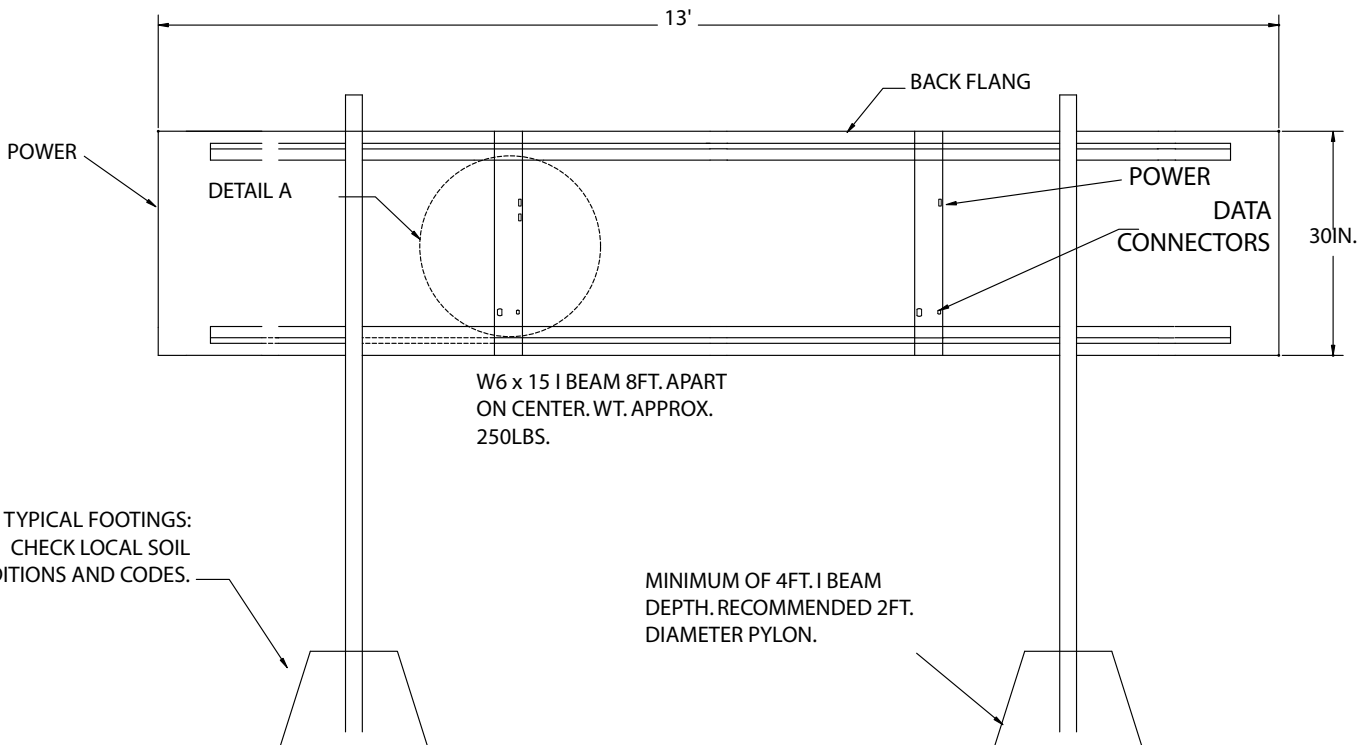 13'
BACK FLANG
POWER
DETAIL A
POWER
DATA
CONNECTORS
30IN.
W6 x 15 I BEAM 8FT. APART
ON CENTER. WT. APPROX.
250LBS.
TYPICAL FOOTINGS:
CHECK LOCAL SOIL
DITIONS AND CODES.
MINIMUM OF 4FT. I BEAM
DEPTH. RECOMMENDED 2FT.
DIAMETER PYLON.